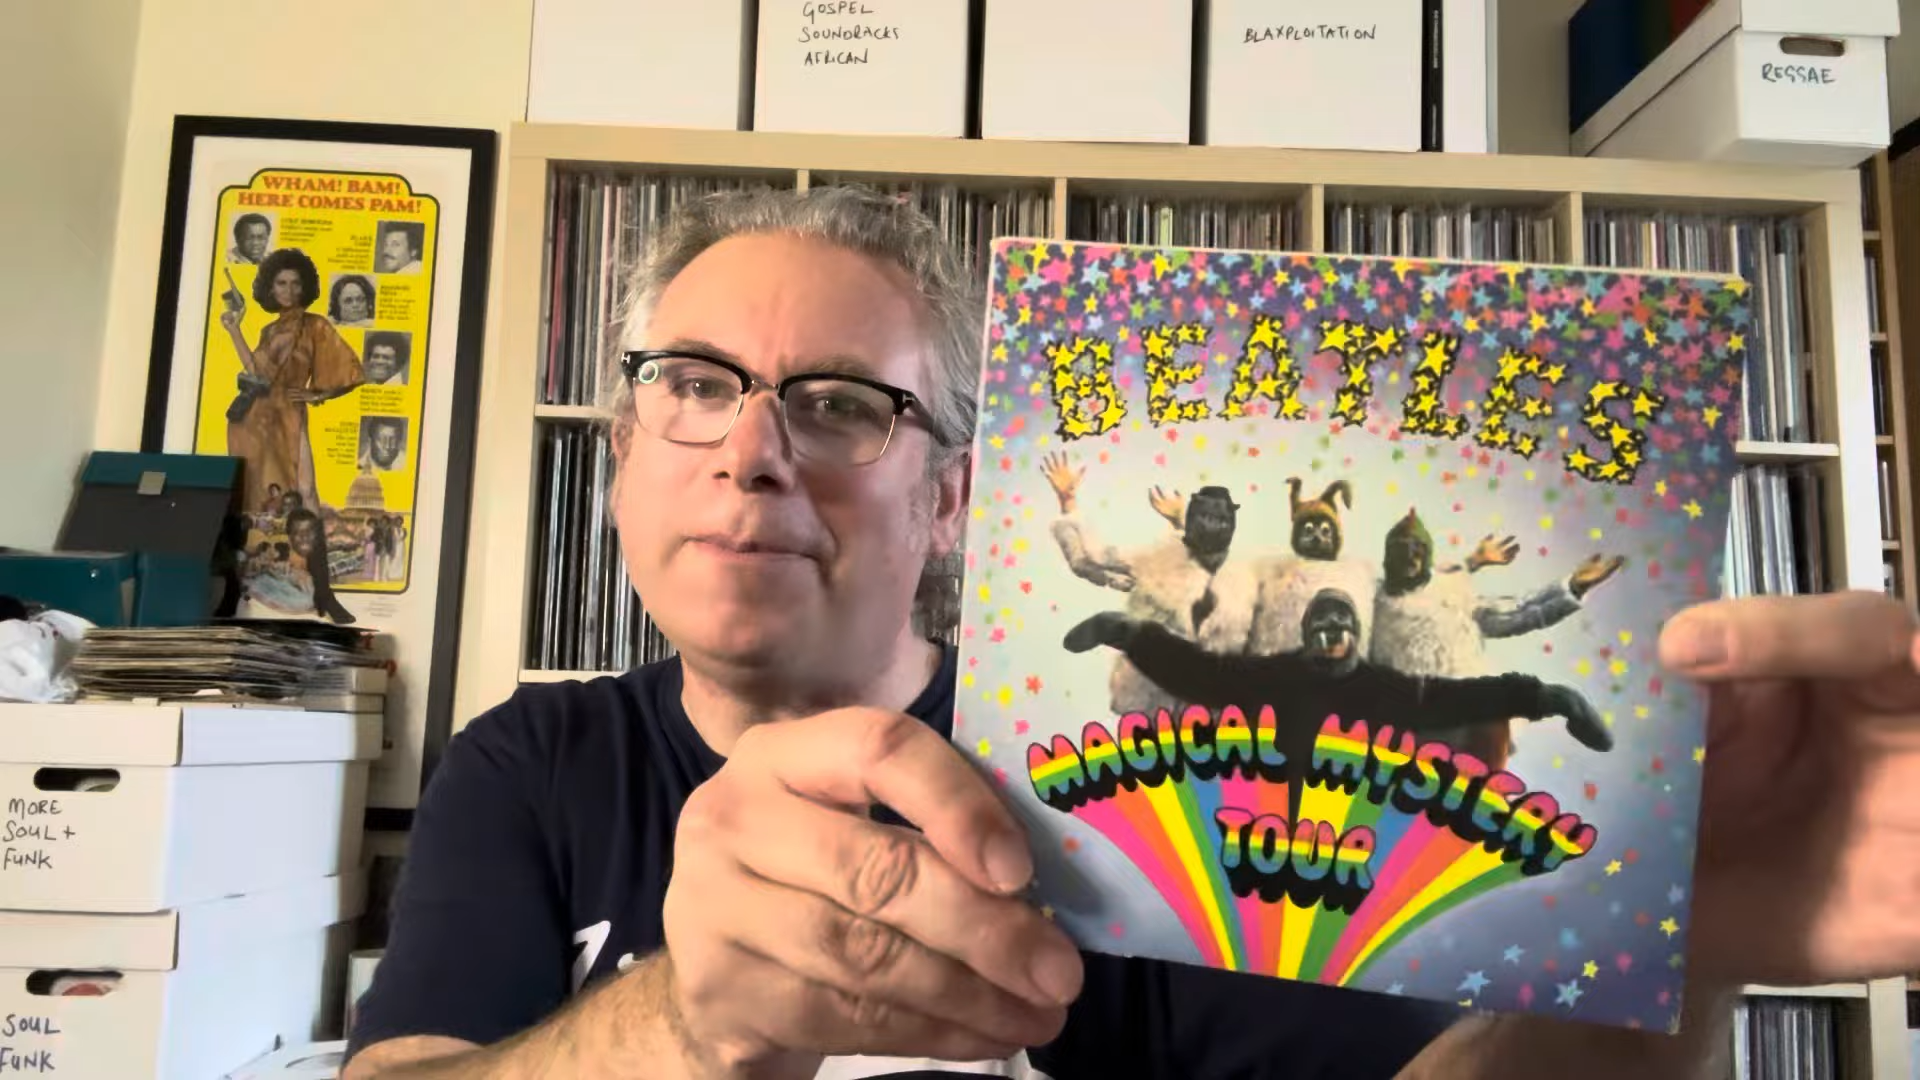 GOSPEL
SOUNDRACKS
AFRICAN
BLAXPLOITATION
REGGAE
WHAM! BAM!
HERE COMES PAM!
BEATLES
MAGICAL MYSTERY
TOUR
MORE
SOUL +
FUNK
SOUL
FUNK